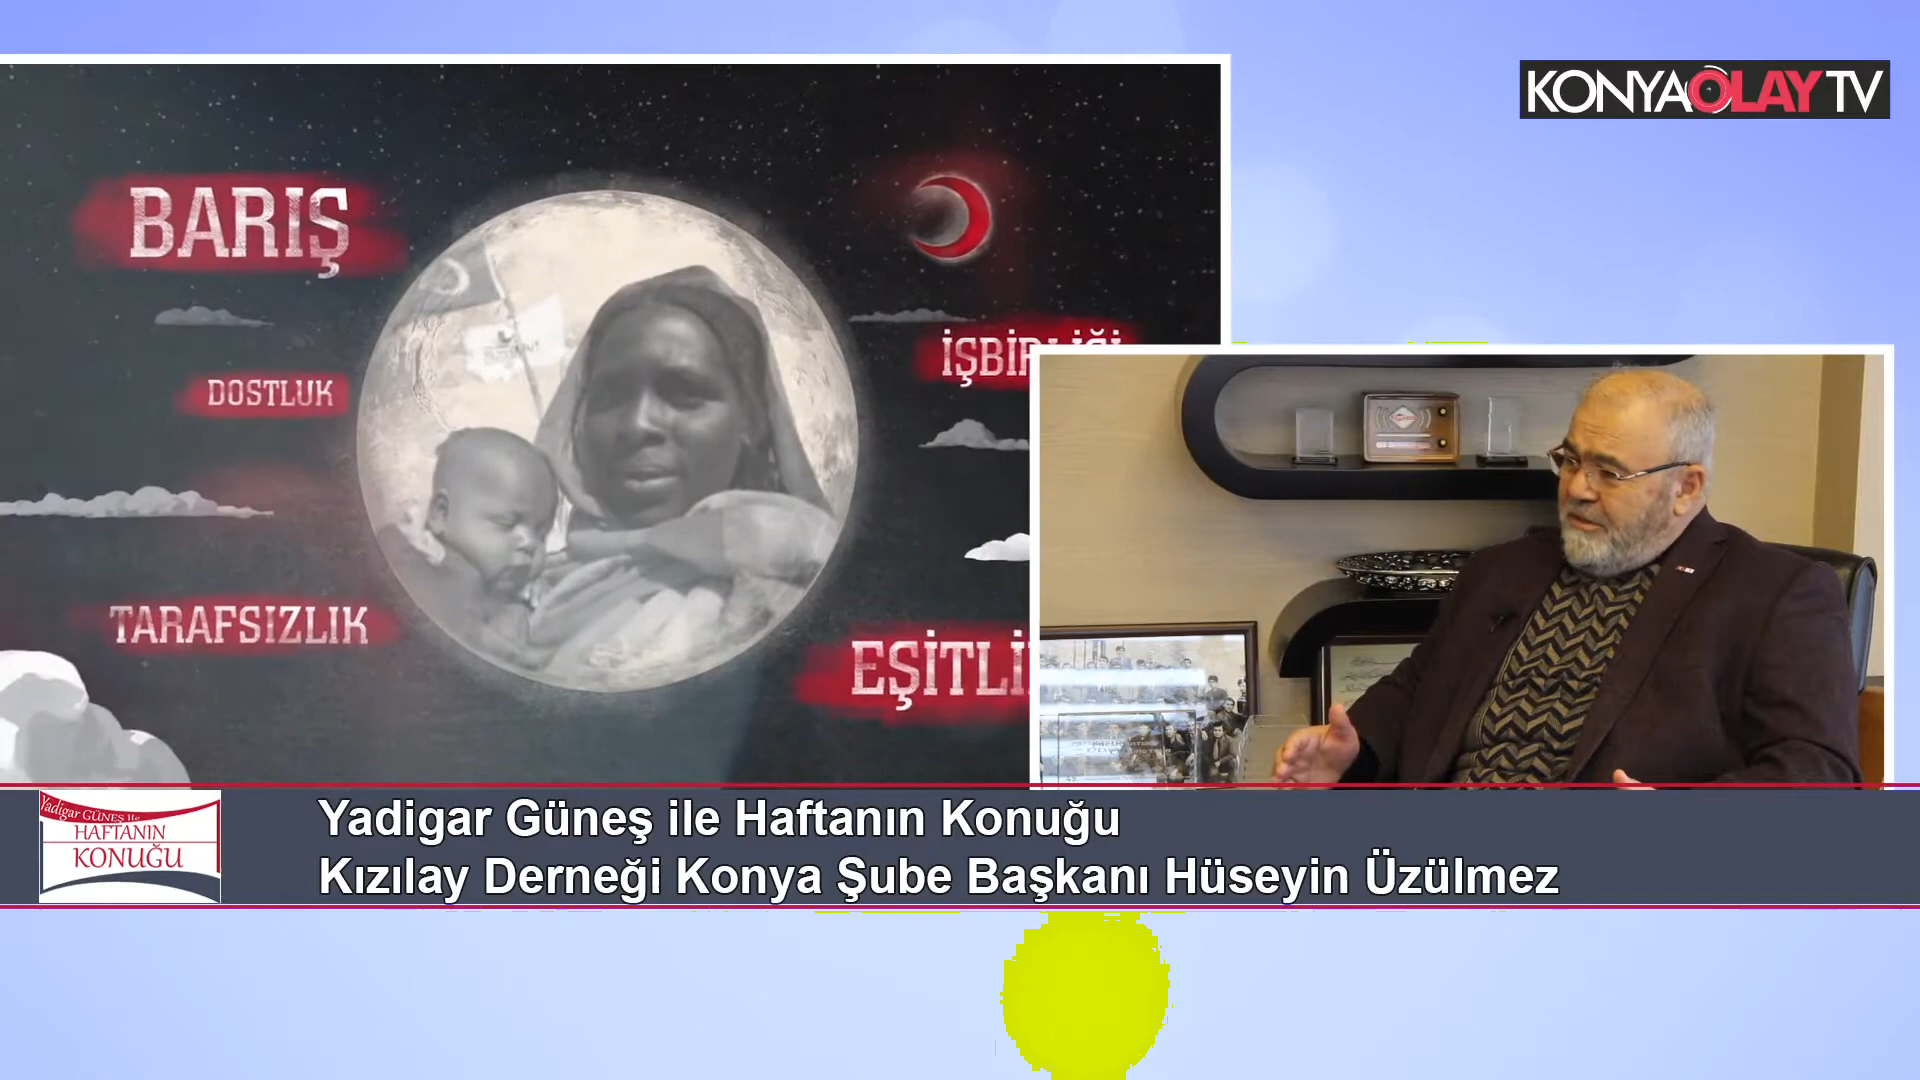 KONYAOLAYTV
BARIŞ
DOSTLUK
TARAFSIZLIK
Yadigar GÜNEŞ ile
HAFTANIN
KONUĞU
Yadigar Güneş ile Haftanın Konuğu
Kızılay Derneği Konya Şube Başkanı Hüseyin Üzülmez